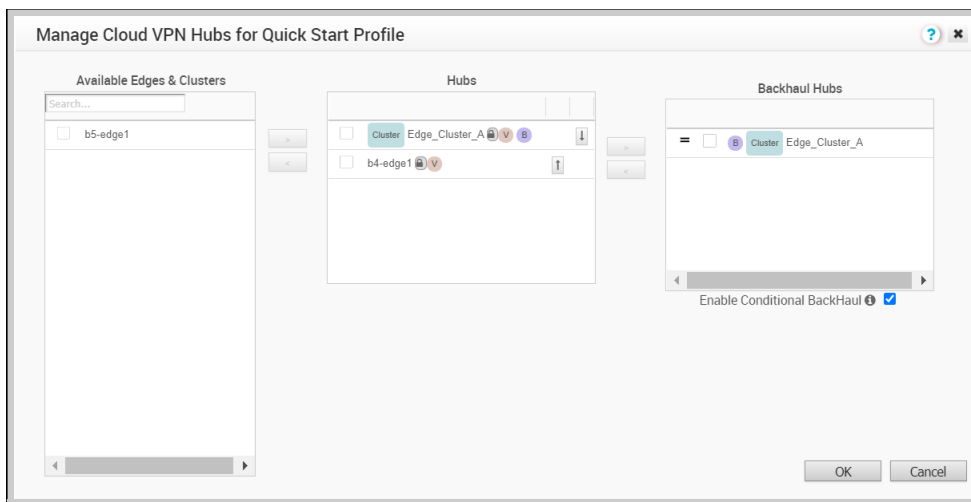 Manage Cloud VPN Hubs for Quick Start Profile
?
Available Edges & Clusters
Search...
b5-edge1
>
<
Hubs
Cluster Edge_Cluster_A V B
b4-edge1 V
>
<
Backhaul Hubs
B Cluster Edge_Cluster_A
Enable Conditional BackHaul
OK Cancel